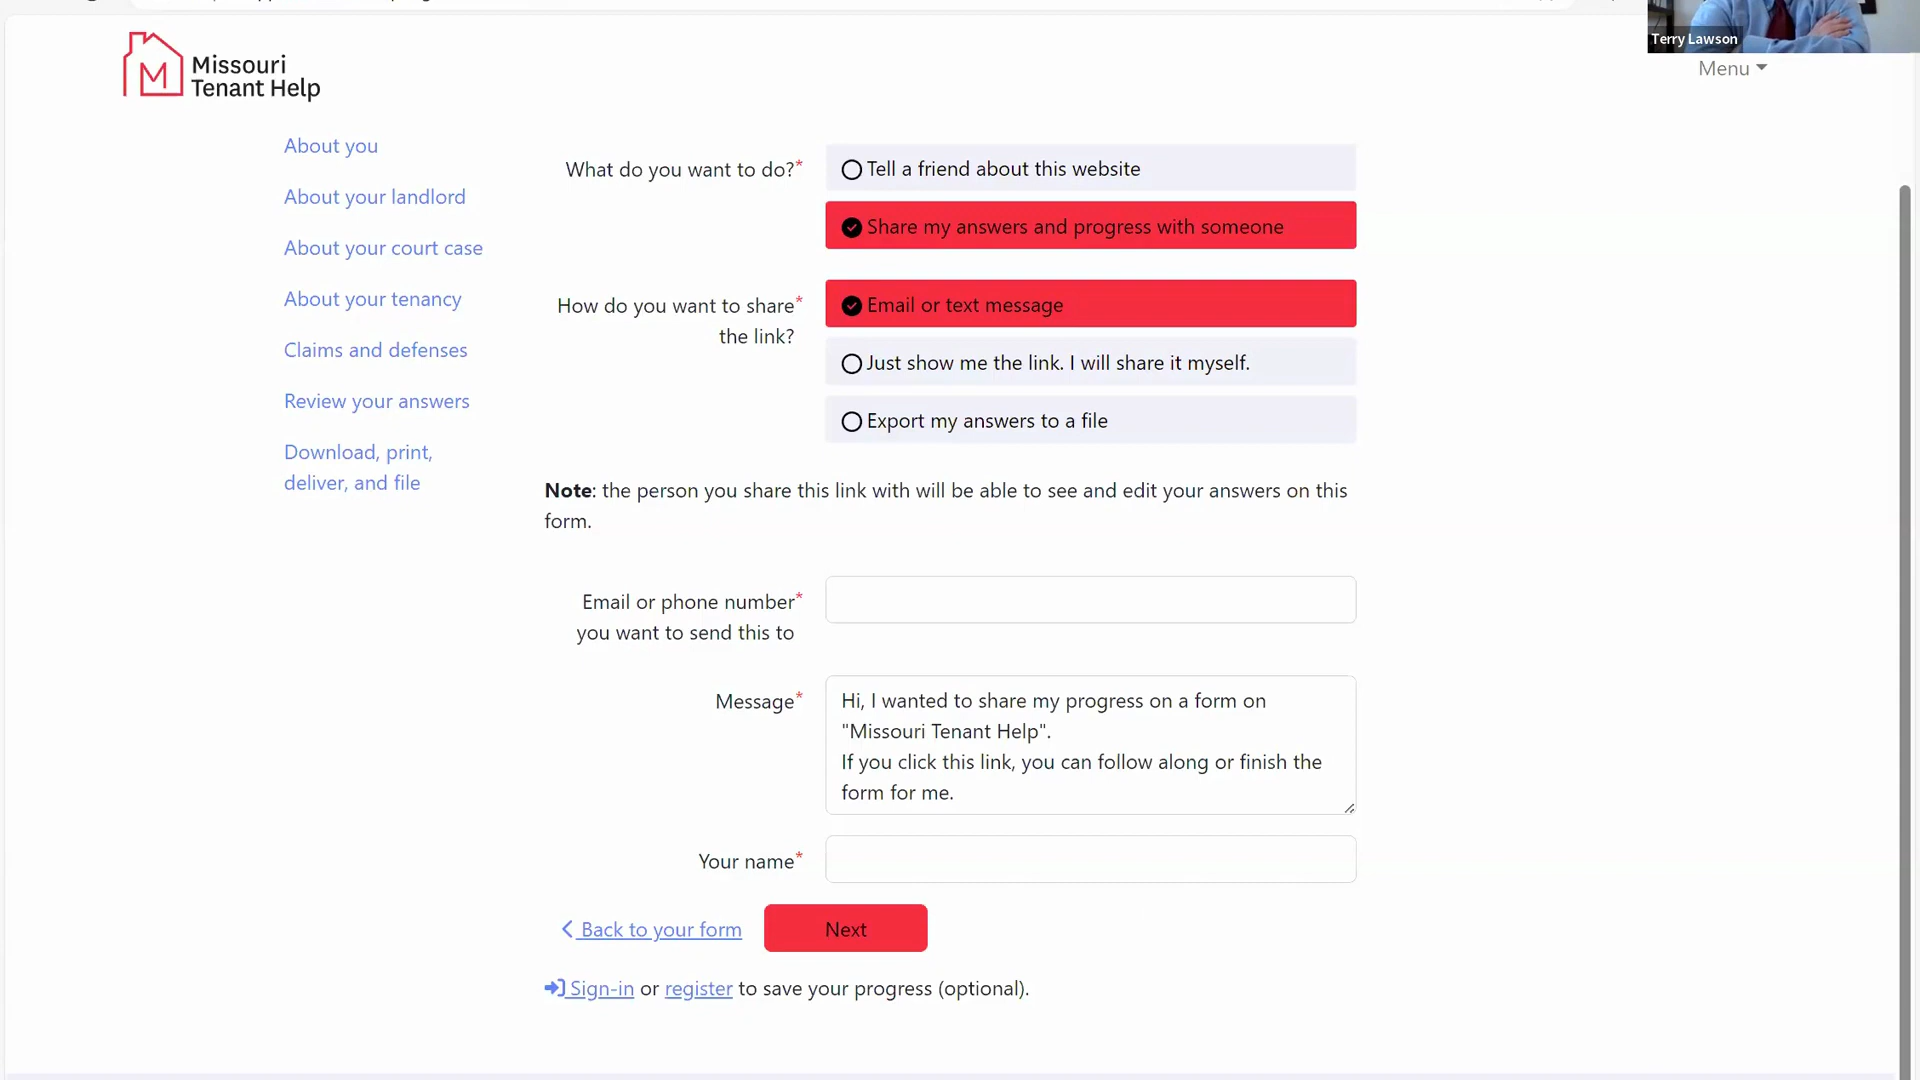 Terry Lawson
Missouri
Tenant Help
Menu
About you
About your landlord
About your court case
About your tenancy
Claims and defenses
Review your answers
Download, print,
deliver, and file
What do you want to do?*
Tell a friend about this website
Share my answers and progress with someone
How do you want to share*
the link?
Email or text message
Just show me the link. I will share it myself.
Export my answers to a file
Note: the person you share this link with will be able to see and edit your answers on this
form.
Email or phone number*
you want to send this to
Message*
Hi, I wanted to share my progress on a form on
"Missouri Tenant Help".
If you click this link, you can follow along or finish the
form for me.
Your name*
Back to your form
Next
Sign-in or register to save your progress (optional).